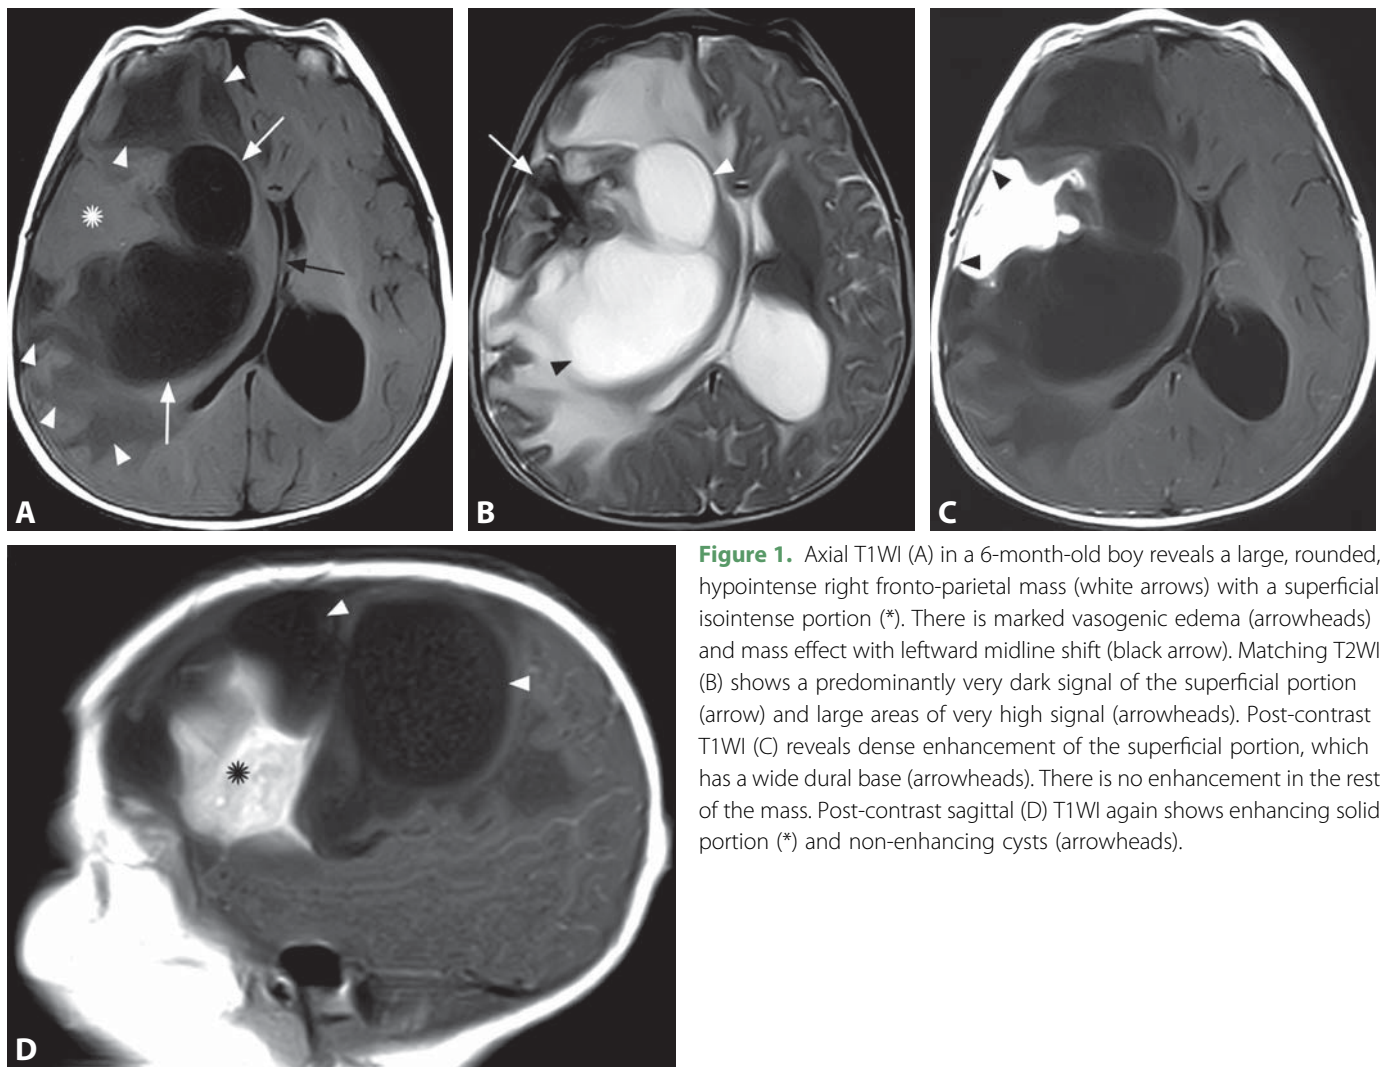 A
B
C
D
Figure 1. Axial T1WI (A) in a 6-month-old boy reveals a large, rounded,
hypointense right fronto-parietal mass (white arrows) with a superficial
isointense portion (*). There is marked vasogenic edema (arrowheads)
and mass effect with leftward midline shift (black arrow). Matching T2WI
(B) shows a predominantly very dark signal of the superficial portion
(arrow) and large areas of very high signal (arrowheads). Post-contrast
T1WI (C) reveals dense enhancement of the superficial portion, which
has a wide dural base (arrowheads). There is no enhancement in the rest
of the mass. Post-contrast sagittal (D) T1WI again shows enhancing solid
portion (*) and non-enhancing cysts (arrowheads).